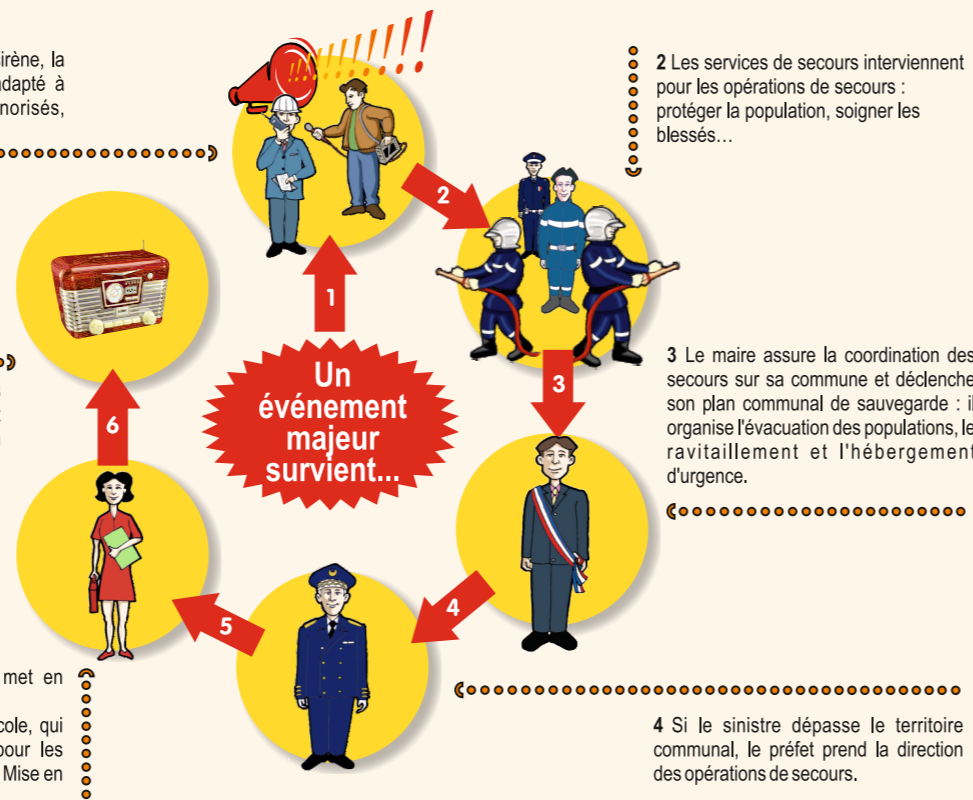 sirène, la
adapté à
norisés,
2 Les services de secours interviennent
pour les opérations de secours :
protéger la population, soigner les
blessés…
2
1
Un
événement
majeur
survient...
3
3 Le maire assure la coordination des
secours sur sa commune et déclenche
son plan communal de sauvegarde : il
organise l'évacuation des populations, le
ravitaillement et l'hébergement
d'urgence.
6
4
5
met en
cole, qui
pour les
Mise en
4 Si le sinistre dépasse le territoire
communal, le préfet prend la direction
des opérations de secours.